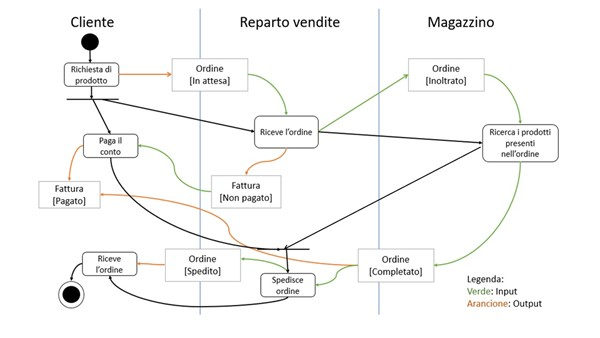 Cliente
Reparto vendite
Magazzino
Richiesta di
prodotto
Ordine
[In attesa]
Ordine
[Inoltrato]
Riceve l'ordine
Ricerca i prodotti
presenti
nell'ordine
Paga il
conto
Fattura
[Pagato]
Fattura
[Non pagato]
Riceve
l'ordine
Ordine
[Spedito]
Spedisce
ordine
Ordine
[Completato]
Legenda:
Verde: Input
Arancione: Output